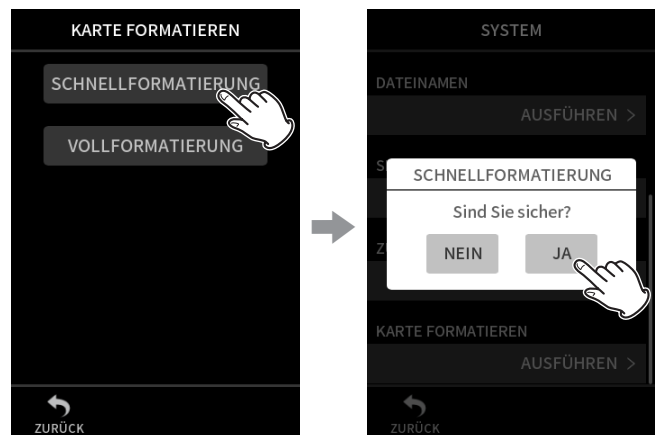 KARTE FORMATIEREN
SCHNELLFORMATIERUNG
VOLLFORMATIERUNG
ZURÜCK
SYSTEM
DATEINAMEN
AUSFÜHREN >
SCHNELLFORMATIERUNG
Sind Sie sicher?
NEIN JA
KARTE FORMATIEREN
AUSFÜHREN >
ZURÜCK